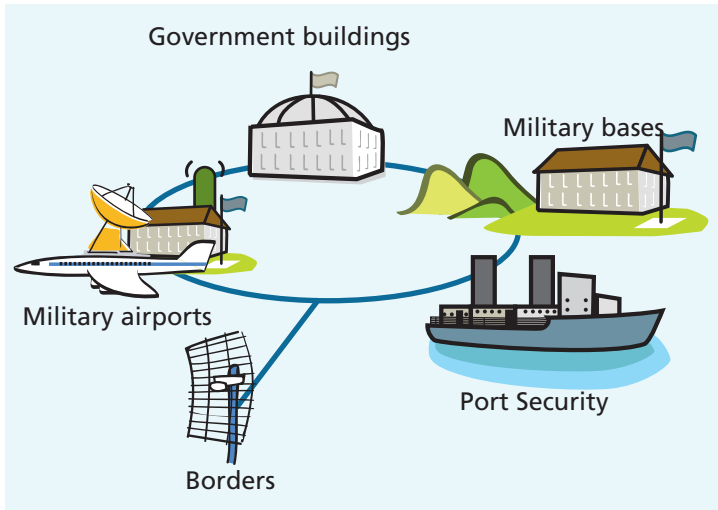 Government buildings
Military bases
Military airports
Port Security
Borders